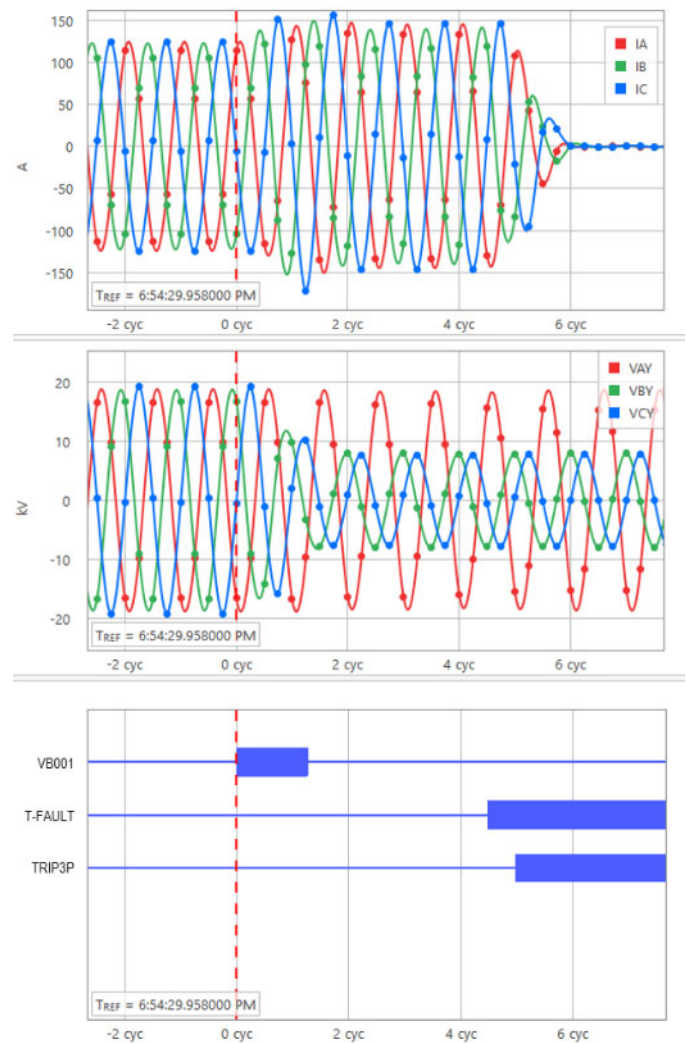 150
100
50
0
-50
-100
-150
A
IA
IB
IC
TREF = 6:54:29.958000 PM
-2 cyc
0 cyc
2 cyc
4 cyc
6 cyc
20
10
0
-10
-20
kV
VAY
VBY
VCY
TREF = 6:54:29.958000 PM
-2 cyc
0 cyc
2 cyc
4 cyc
6 cyc
VB001
T-FAULT
TRIP3P
TREF = 6:54:29.958000 PM
-2 cyc
0 cyc
2 cyc
4 cyc
6 cyc